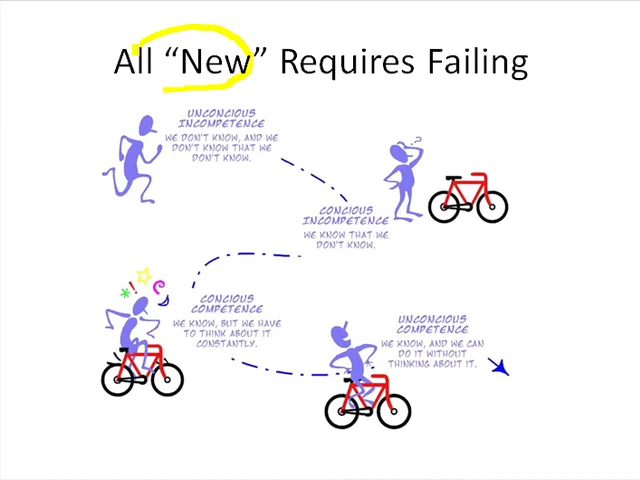 All “New” Requires Failing
UNCONCIOUS
INCOMPETENCE
WE DON'T KNOW, AND WE
DON'T KNOW THAT WE
DON'T KNOW.
-?
CONCIOUS
INCOMPETENCE
WE KNOW THAT WE
DON'T KNOW.
*!
CONCIOUS
COMPETENCE
WE KNOW, BUT WE HAVE
TO THINK ABOUT IT
CONSTANTLY.
UNCONCIOUS
COMPETENCE
WE KNOW, AND WE CAN
DO IT WITHOUT
THINKING ABOUT IT.